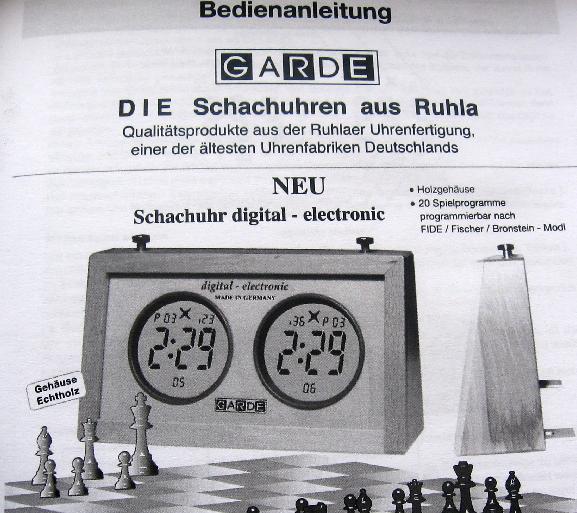 Bedienanleitung
GARDE
DIE Schachuhren aus Ruhla
Qualitätsprodukte aus der Ruhlaer Uhrenfertigung,
einer der ältesten Uhrenfabriken Deutschlands
NEU
Schachuhr digital - electronic
• Holzgehäuse
• 20 Spielprogramme
programmierbar nach
FIDE / Fischer / Bronstein - Modi
digital - electronic
MADE IN GERMANY
P 03 123
2:29
05
136 P 03
2:29
06
GARDE
Gehäuse
Echtholz